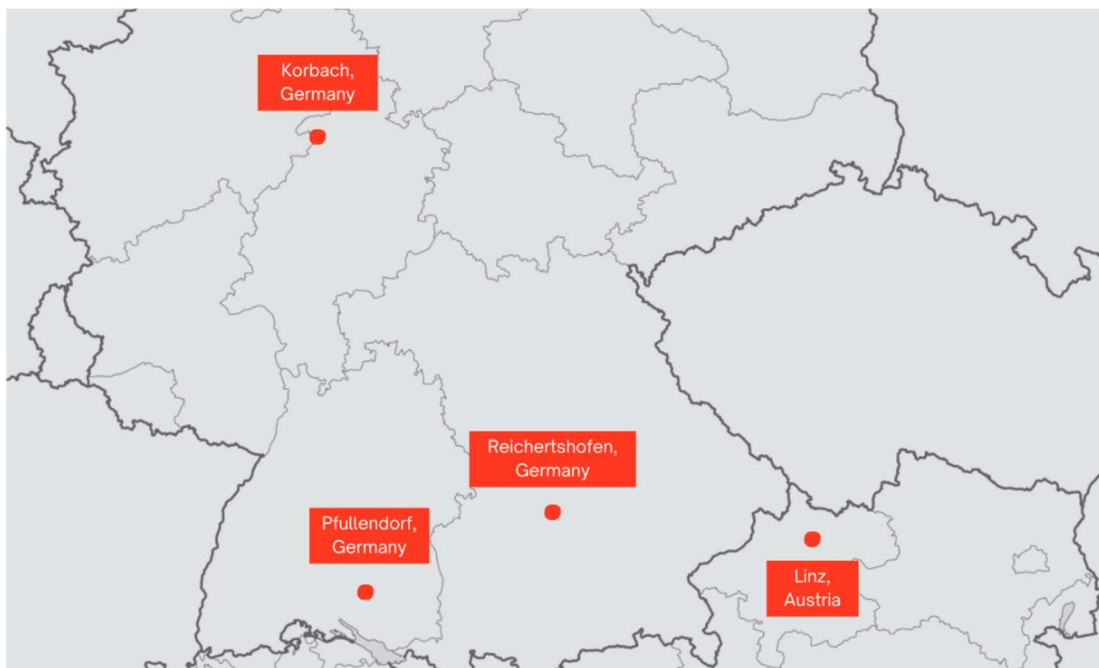 Korbach,
Germany
Reichertshofen,
Germany
Pfullendorf,
Germany
Linz,
Austria